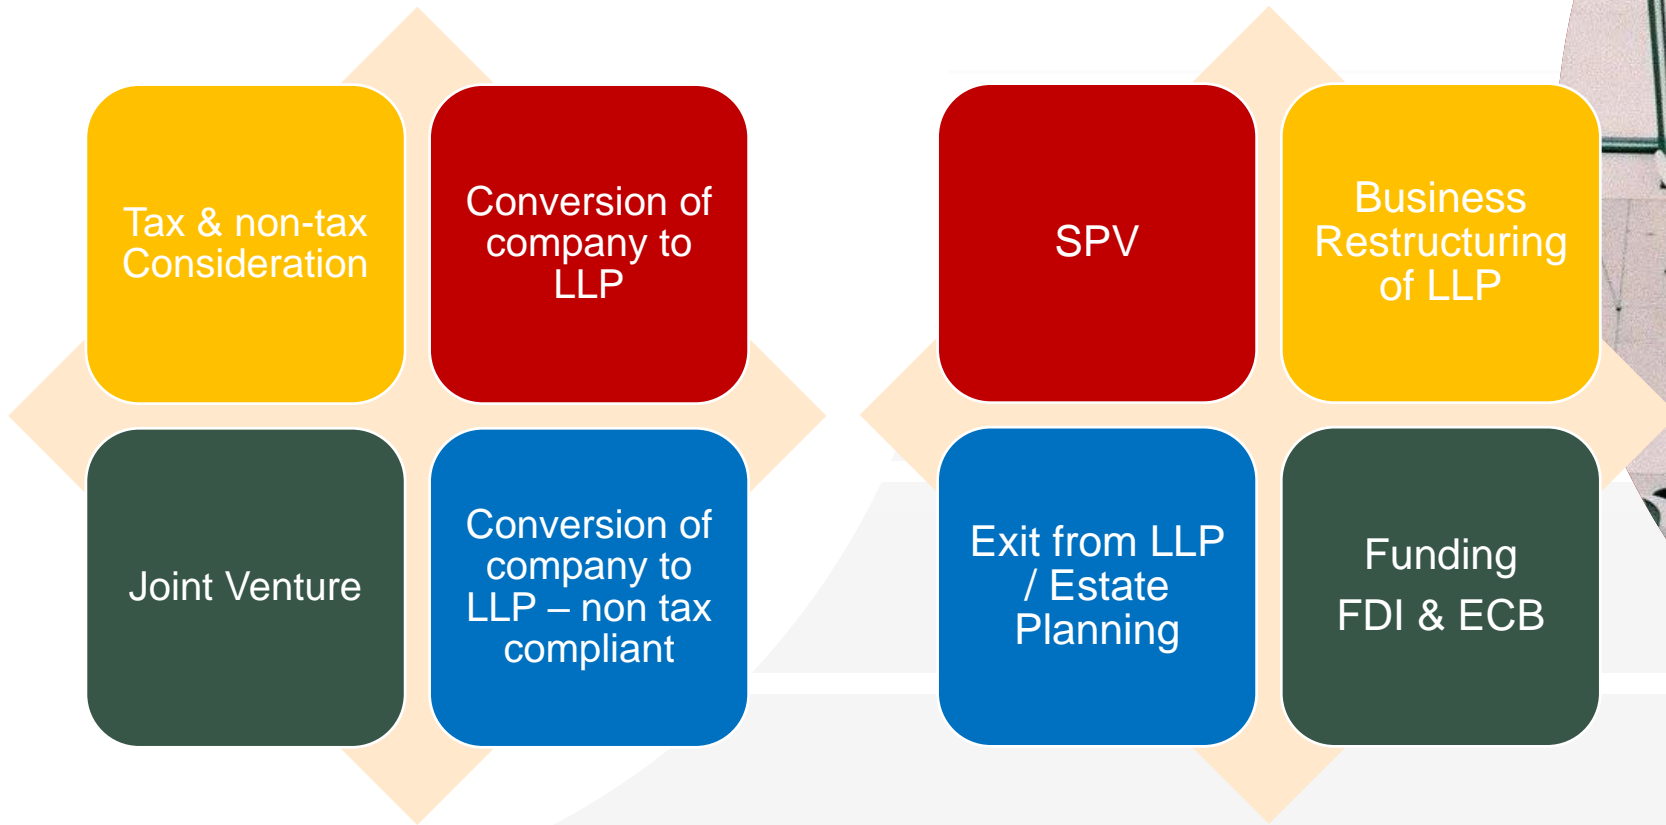 Tax & non-tax
Consideration
Conversion of
company to
LLP
Joint Venture
Conversion of
company to
LLP – non tax
compliant
SPV
Business
Restructuring
of LLP
Exit from LLP
/ Estate
Planning
Funding
FDI & ECB